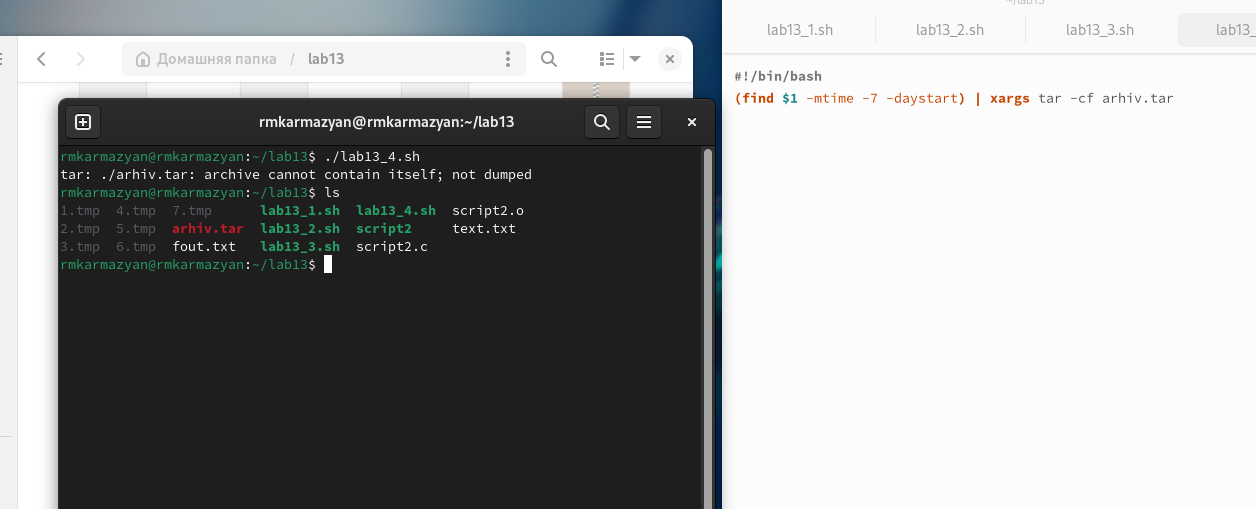 ~/lab13
lab13_1.sh lab13_2.sh lab13_3.sh lab13_
Домашняя папка / lab13
#!/bin/bash
(find $1 -mtime -7 -daystart) | xargs tar -cf arhiv.tar
rmkarmazyan@rmkarmazyan:~/lab13
rmkarmazyan@rmkarmazyan:~/lab13$ ./lab13_4.sh
tar: ./arhiv.tar: archive cannot contain itself; not dumped
rmkarmazyan@rmkarmazyan:~/lab13$ ls
1.tmp 4.tmp 7.tmp lab13_1.sh lab13_4.sh script2.o
2.tmp 5.tmp arhiv.tar lab13_2.sh script2 text.txt
3.tmp 6.tmp fout.txt lab13_3.sh script2.c
rmkarmazyan@rmkarmazyan:~/lab13$